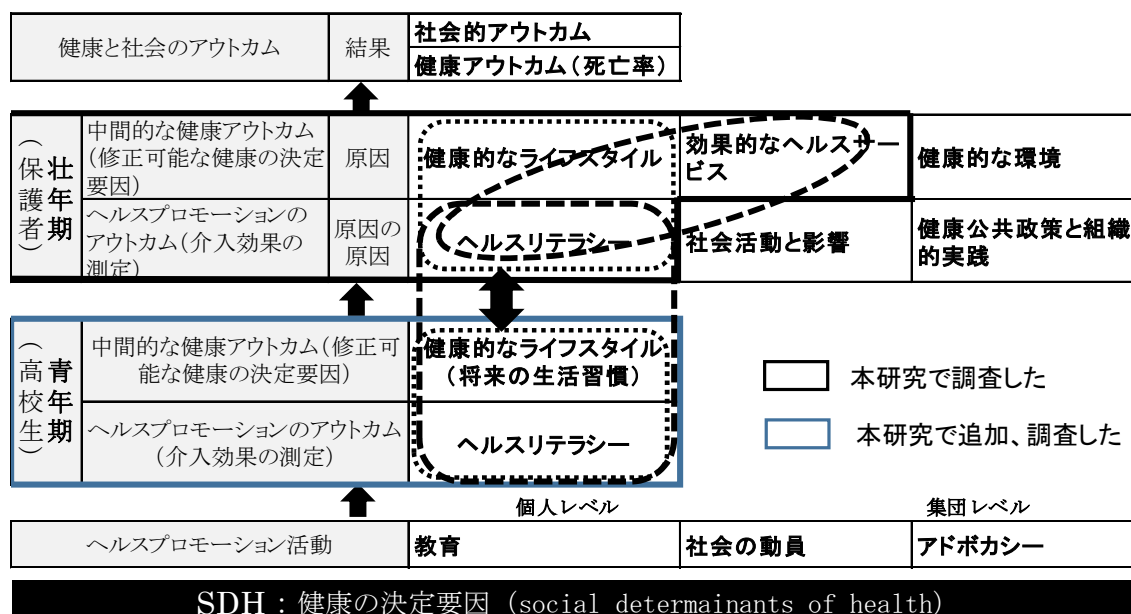 健康と社会のアウトカム
結果
社会的アウトカム
健康アウトカム(死亡率)
壮年期
(保護者)
中間的な健康アウトカム
(修正可能な健康の決定
要因)
原因
健康的なライフスタイル
効果的なヘルスサー
ビス
健康的な環境
ヘルスプロモーションの
アウトカム(介入効果の
測定)
原因の
原因
ヘルスリテラシー
社会活動と影響
健康公共政策と組織
的実践
青年期
(高校生)
中間的な健康アウトカム(修正可
能な健康の決定要因)
健康的なライフスタイル
(将来の生活習慣)
ヘルスプロモーションのアウトカム
(介入効果の測定)
ヘルスリテラシー
本研究で調査した
本研究で追加、調査した
個人レベル
集団レベル
ヘルスプロモーション活動
教育
社会の動員
アドボカシー
SDH:健康の決定要因 (social determainants of health)